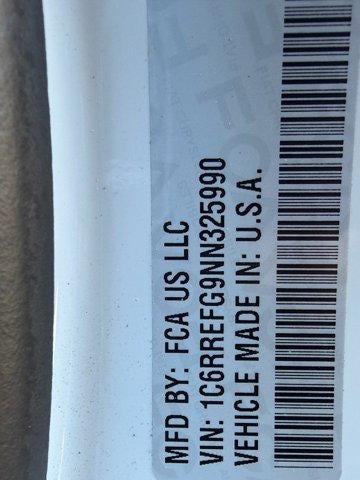 MFD BY: FCA US LLC
VIN: 1C6RREFG9NN325990
VEHICLE MADE IN: U.S.A.